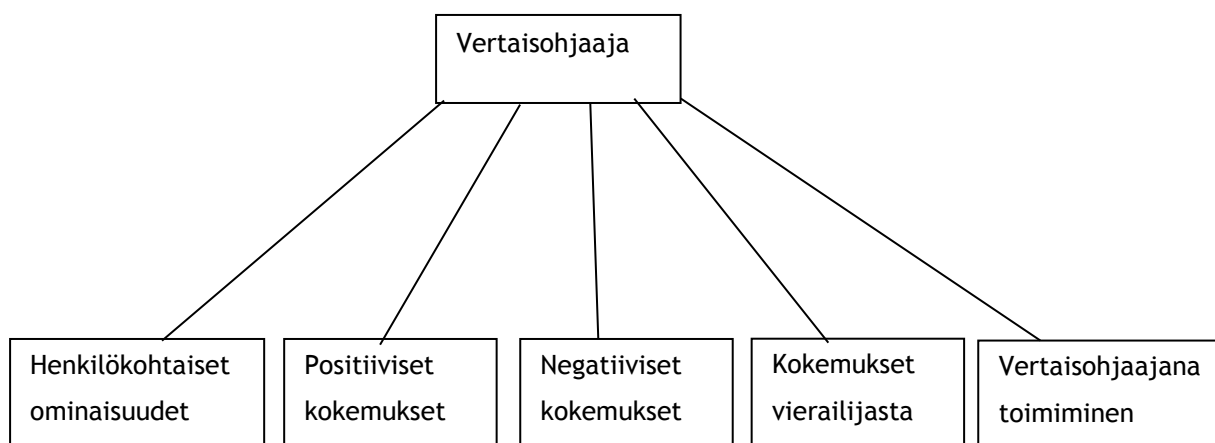 Vertaisohjaaja
Henkilökohtaiset
ominaisuudet
Positiiviset
kokemukset
Negatiiviset
kokemukset
Kokemukset
vierailijasta
Vertaisohjaajana
toimiminen